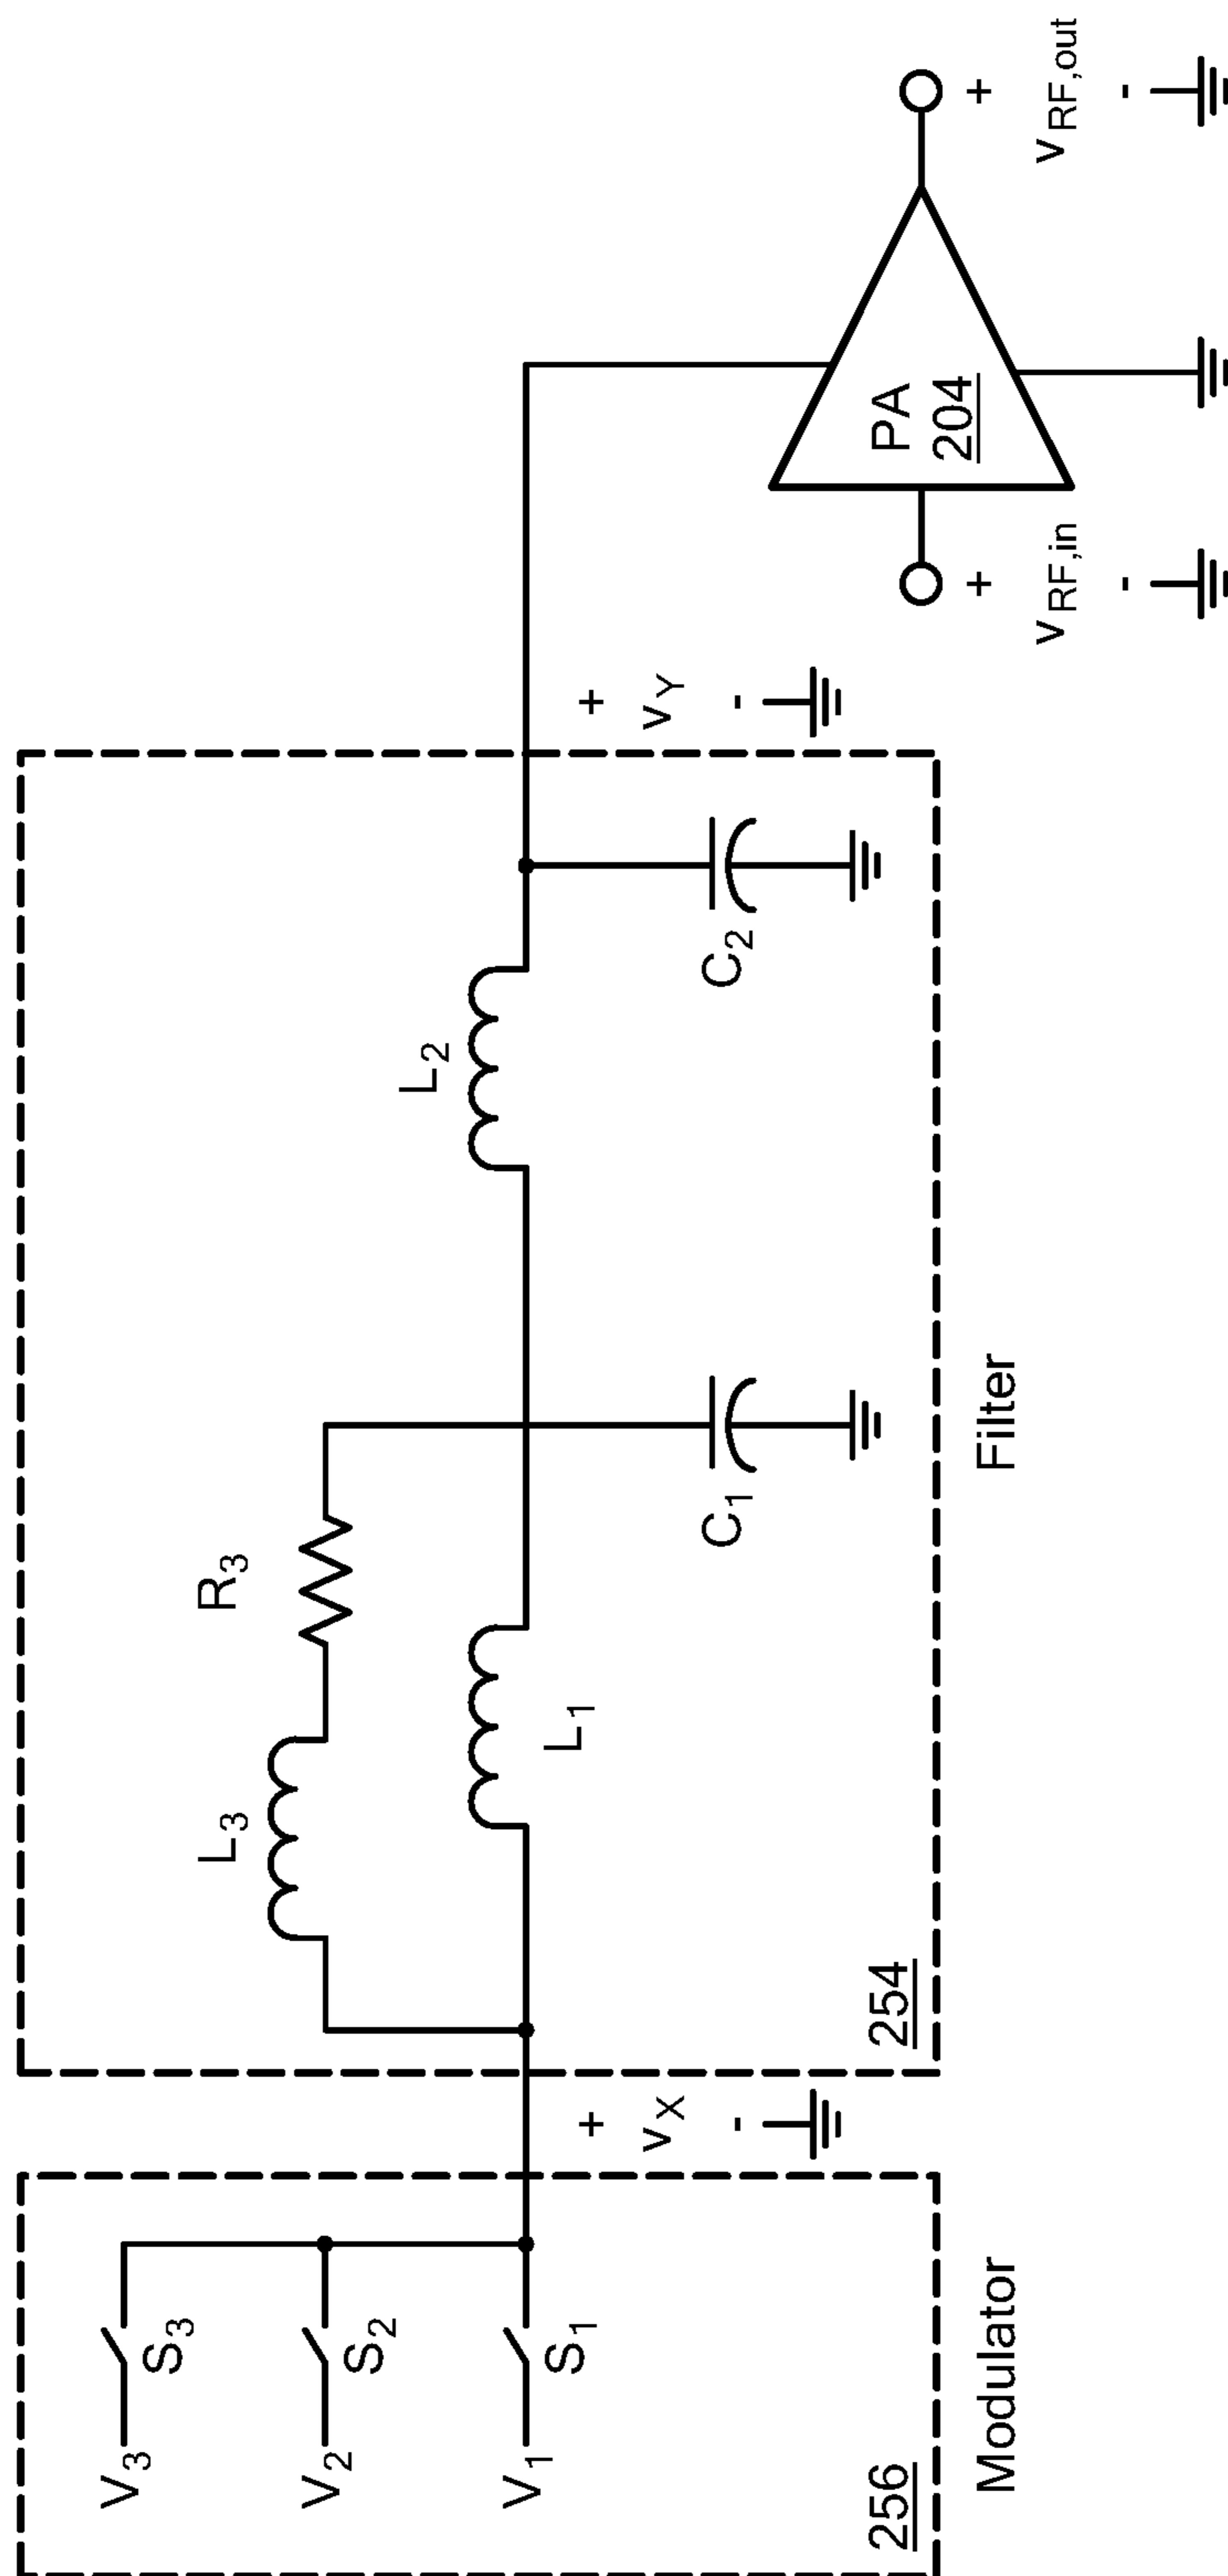 V3
S3
V2
S2
V1
S1
256
Modulator
+
vX
-
L3
R3
L1
C1
L2
C2
254
Filter
+
vY
-
PA
204
+
vRF,in
-
+
vRF,out
-